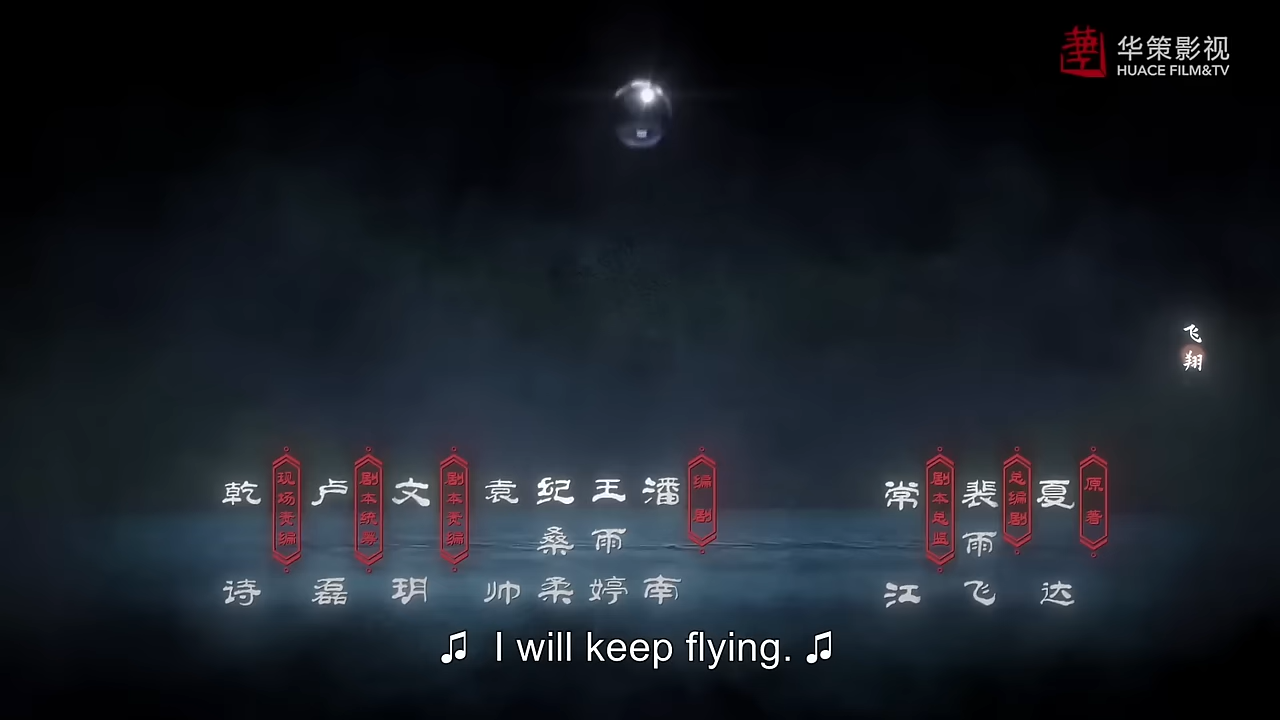 华策影视
HUACE FILM&TV
飞翔
原著
夏达
总编剧
裴雨飞
剧本总监
常江
编剧
潘南
王雨婷
纪桑柔
袁帅
剧本责编
文玥
剧本统筹
卢磊
现场责编
乾诗
♫ I will keep flying. ♫